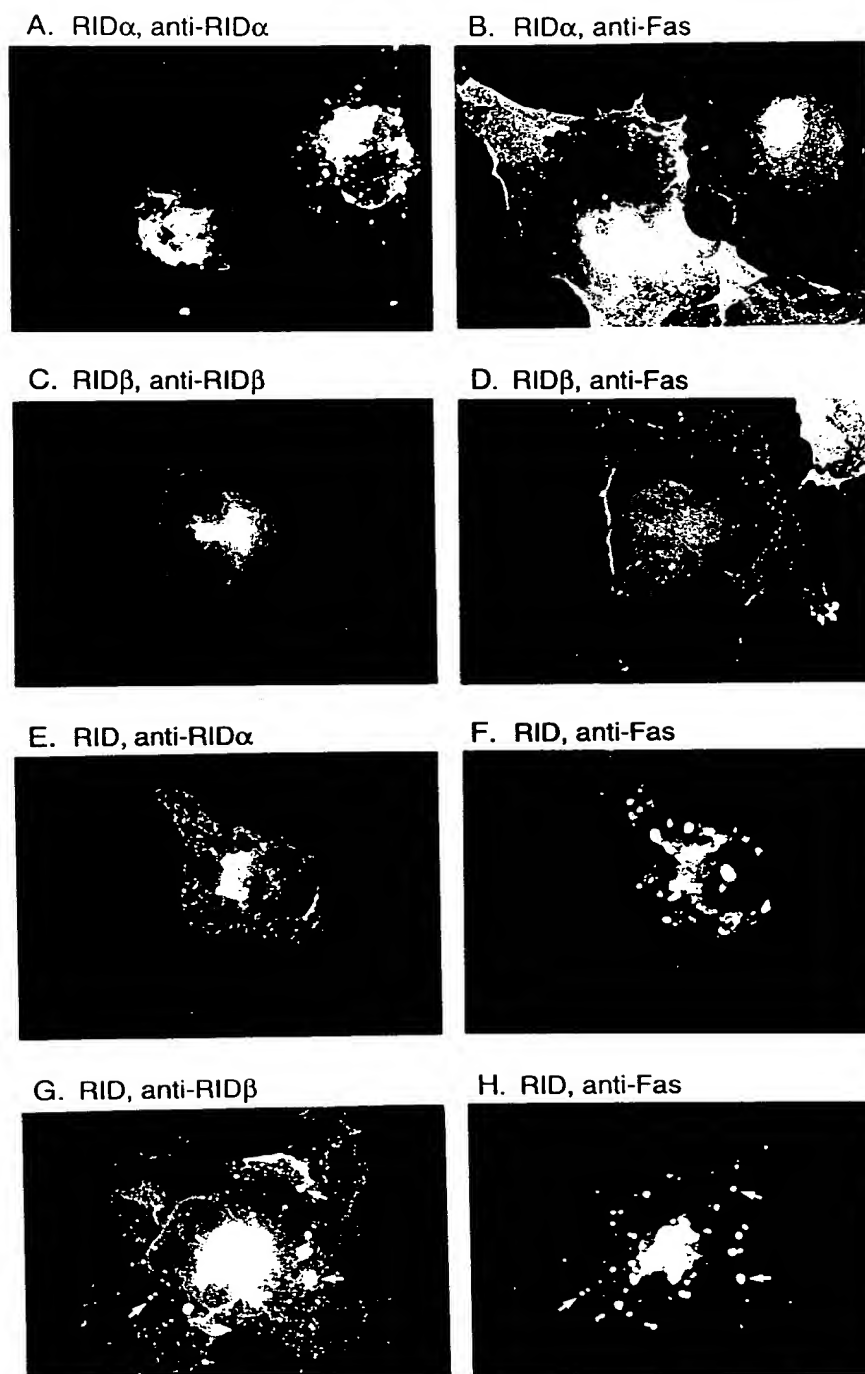 A. RIDα, anti-RIDα
B. RIDα, anti-Fas
C. RIDβ, anti-RIDβ
D. RIDβ, anti-Fas
E. RID, anti-RIDα
F. RID, anti-Fas
G. RID, anti-RIDβ
H. RID, anti-Fas